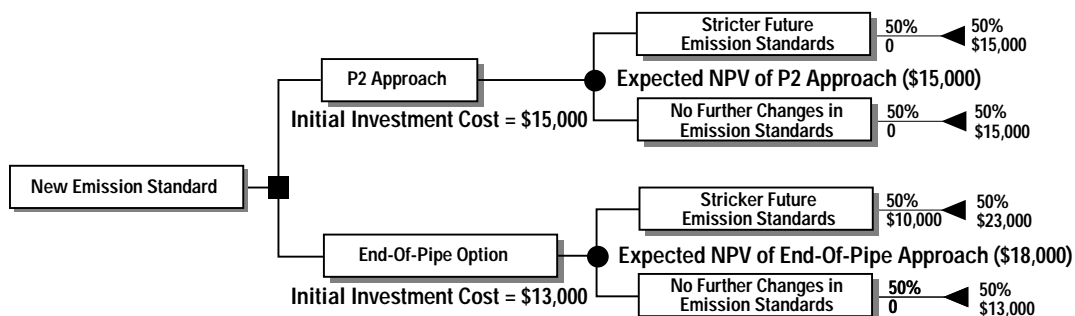 New Emission Standard
P2 Approach
Initial Investment Cost = $15,000
Stricter Future
Emission Standards
50%
0
50%
$15,000
Expected NPV of P2 Approach ($15,000)
No Further Changes in
Emission Standards
50%
0
50%
$15,000
End-Of-Pipe Option
Initial Investment Cost = $13,000
Stricker Future
Emission Standards
50%
$10,000
50%
$23,000
Expected NPV of End-Of-Pipe Approach ($18,000)
No Further Changes in
Emission Standards
50%
0
50%
$13,000